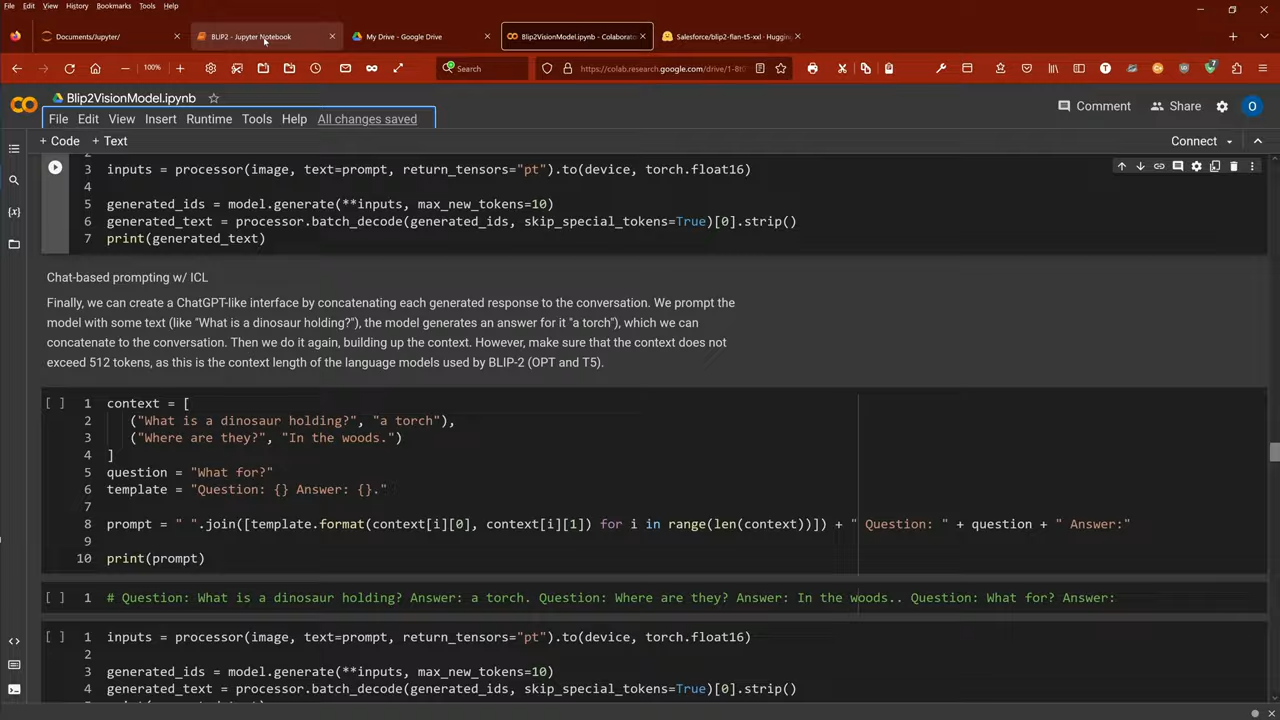 File Edit View History Bookmarks Tools Help
Documents/Jupyter/
BLIP2 - Jupyter Notebook
My Drive - Google Drive
Blip2VisionModel.ipynb - Colaborato
Salesforce/blip2-flan-t5-xxl · Hugging
100%
Search
https://colab.research.google.com/drive/1-8t
Blip2VisionModel.ipynb
Comment
Share
O
File Edit View Insert Runtime Tools Help All changes saved
+ Code + Text
Connect
2
3 inputs = processor(image, text=prompt, return_tensors="pt").to(device, torch.float16)
4
5 generated_ids = model.generate(**inputs, max_new_tokens=10)
6 generated_text = processor.batch_decode(generated_ids, skip_special_tokens=True)[0].strip()
7 print(generated_text)
Chat-based prompting w/ ICL
Finally, we can create a ChatGPT-like interface by concatenating each generated response to the conversation. We prompt the
model with some text (like "What is a dinosaur holding?"), the model generates an answer for it "a torch"), which we can
concatenate to the conversation. Then we do it again, building up the context. However, make sure that the context does not
exceed 512 tokens, as this is the context length of the language models used by BLIP-2 (OPT and T5).
[ ] 1 context = [
2 ("What is a dinosaur holding?", "a torch"),
3 ("Where are they?", "In the woods.")
4 ]
5 question = "What for?"
6 template = "Question: {} Answer: {}."
7
8 prompt = " ".join([template.format(context[i][0], context[i][1]) for i in range(len(context))]) + " Question: " + question + " Answer:"
9
10 print(prompt)
[ ] 1 # Question: What is a dinosaur holding? Answer: a torch. Question: Where are they? Answer: In the woods.. Question: What for? Answer:
[ ] 1 inputs = processor(image, text=prompt, return_tensors="pt").to(device, torch.float16)
2
3 generated_ids = model.generate(**inputs, max_new_tokens=10)
4 generated_text = processor.batch_decode(generated_ids, skip_special_tokens=True)[0].strip()